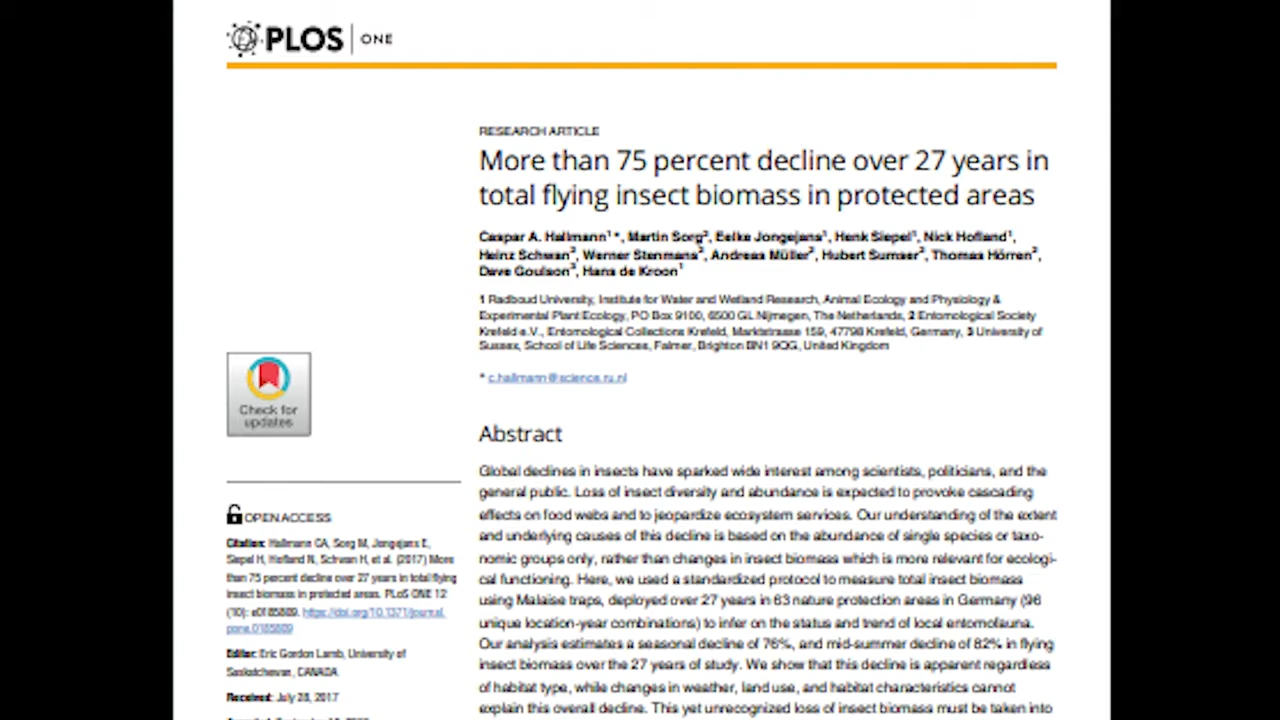 PLOS ONE
RESEARCH ARTICLE
More than 75 percent decline over 27 years in
total flying insect biomass in protected areas
Caspar A. Hallmann1*, Martin Sorg2, Eelke Jongejans1, Henk Siepel1, Nick Hofland1,
Heinz Schwan2, Werner Stenmans2, Andreas Müller2, Hubert Sumser2, Thomas Hörren2,
Dave Goulson3, Hans de Kroon1
1 Radboud University, Institute for Water and Wetland Research, Animal Ecology and Physiology &
Experimental Plant Ecology, PO Box 9100, 6500 GL Nijmegen, The Netherlands, 2 Entomological Society
Krefeld e.V., Entomological Collections Krefeld, Marktstrasse 159, 47798 Krefeld, Germany, 3 University of
Sussex, School of Life Sciences, Falmer, Brighton BN1 9QG, United Kingdom
* c.hallmann@science.ru.nl
Check for
updates
Abstract
Global declines in insects have sparked wide interest among scientists, politicians, and the
general public. Loss of insect diversity and abundance is expected to provoke cascading
effects on food webs and to jeopardize ecosystem services. Our understanding of the extent
and underlying causes of this decline is based on the abundance of single species or taxo-
nomic groups only, rather than changes in insect biomass which is more relevant for ecologi-
cal functioning. Here, we used a standardized protocol to measure total insect biomass
using Malaise traps, deployed over 27 years in 63 nature protection areas in Germany (96
unique location-year combinations) to infer on the status and trend of local entomofauna.
Our analysis estimates a seasonal decline of 76%, and mid-summer decline of 82% in flying
insect biomass over the 27 years of study. We show that this decline is apparent regardless
of habitat type, while changes in weather, land use, and habitat characteristics cannot
explain this overall decline. This yet unrecognized loss of insect biomass must be taken into
OPEN ACCESS
Citation: Hallmann CA, Sorg M, Jongejans E,
Siepel H, Hofland N, Schwan H, et al. (2017) More
than 75 percent decline over 27 years in total flying
insect biomass in protected areas. PLoS ONE 12
(10): e0185809. https://doi.org/10.1371/journal.
pone.0185809
Editor: Eric Gordon Lamb, University of
Saskatchewan, CANADA
Received: July 28, 2017